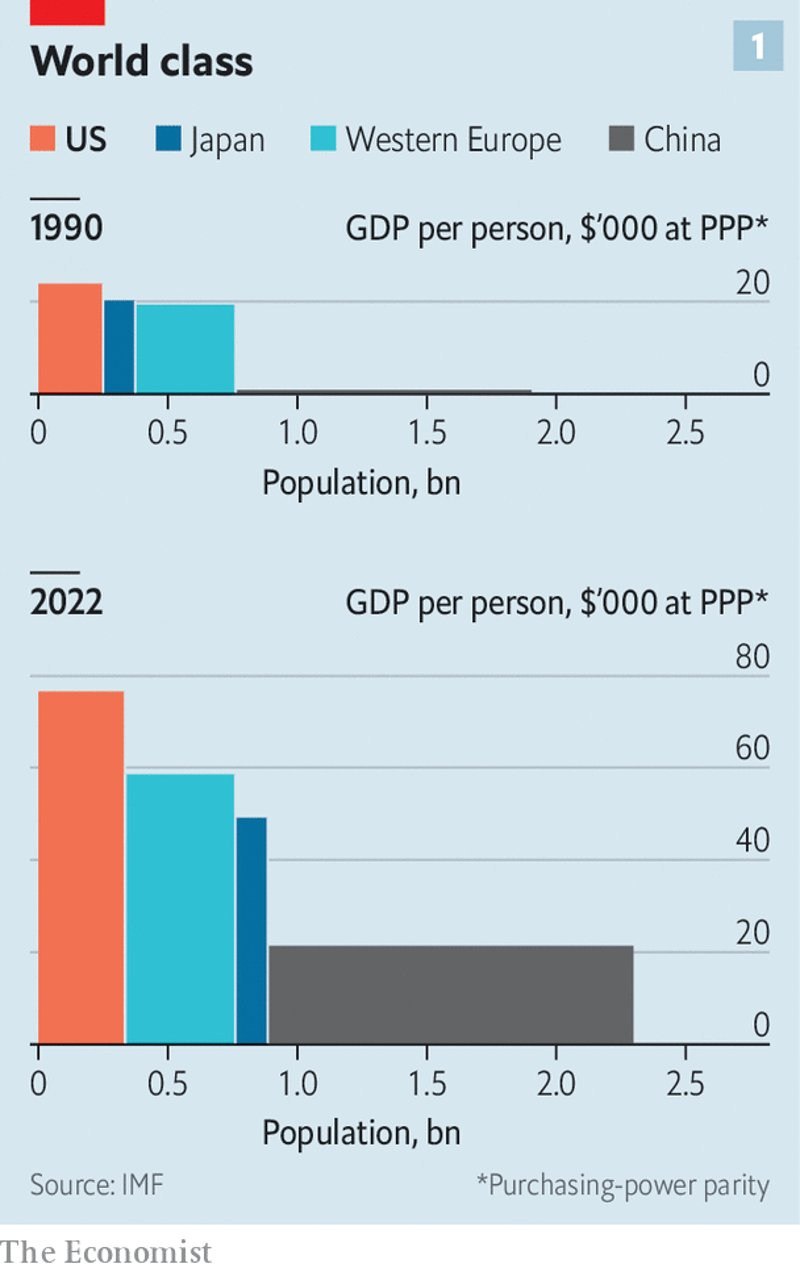 1
World class
US Japan Western Europe China
1990 GDP per person, $’000 at PPP*
20
0
0 0.5 1.0 1.5 2.0 2.5
Population, bn
2022 GDP per person, $’000 at PPP*
80
60
40
20
0
0 0.5 1.0 1.5 2.0 2.5
Population, bn
Source: IMF *Purchasing-power parity
The Economist